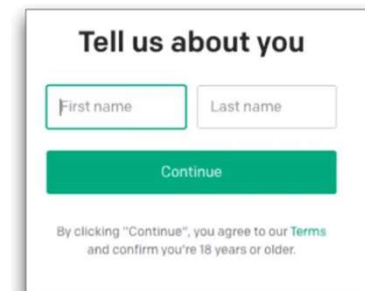 Tell us about you
First name
Last name
Continue
By clicking "Continue", you agree to our Terms
and confirm you're 18 years or older.